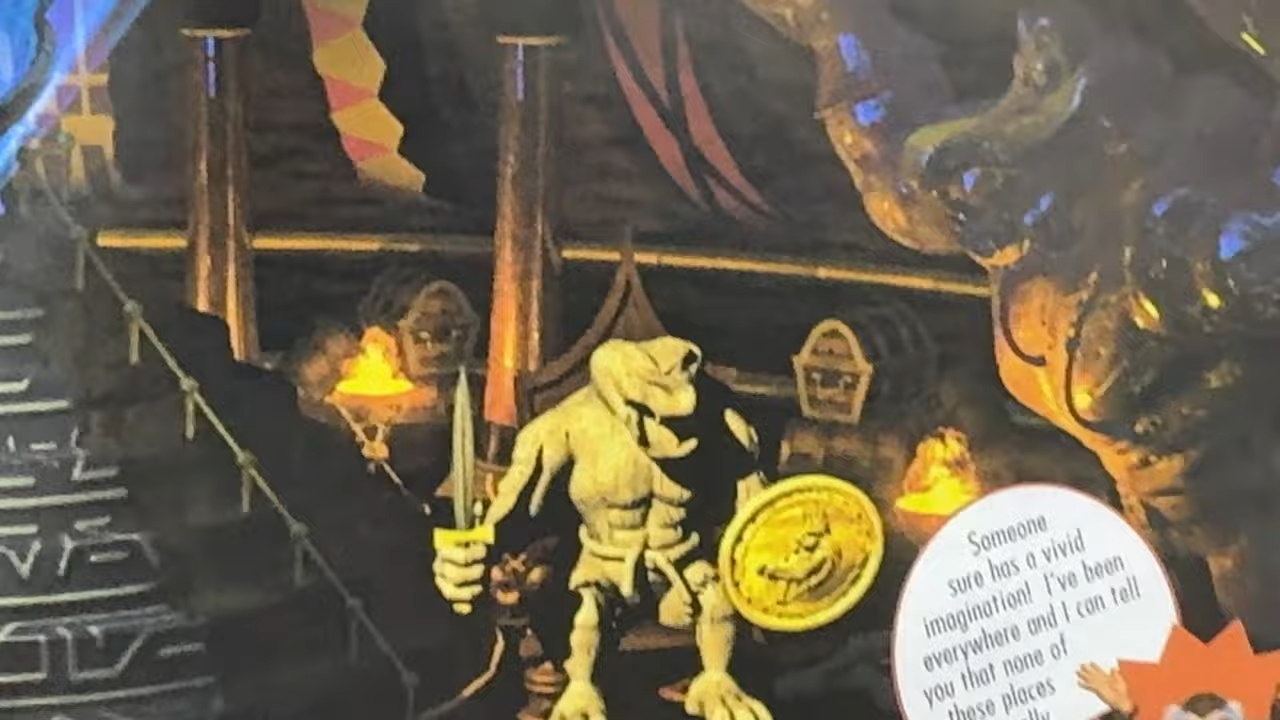 Someone
sure has a vivid
imagination! I've been
everywhere and I can tell
you that none of
these places